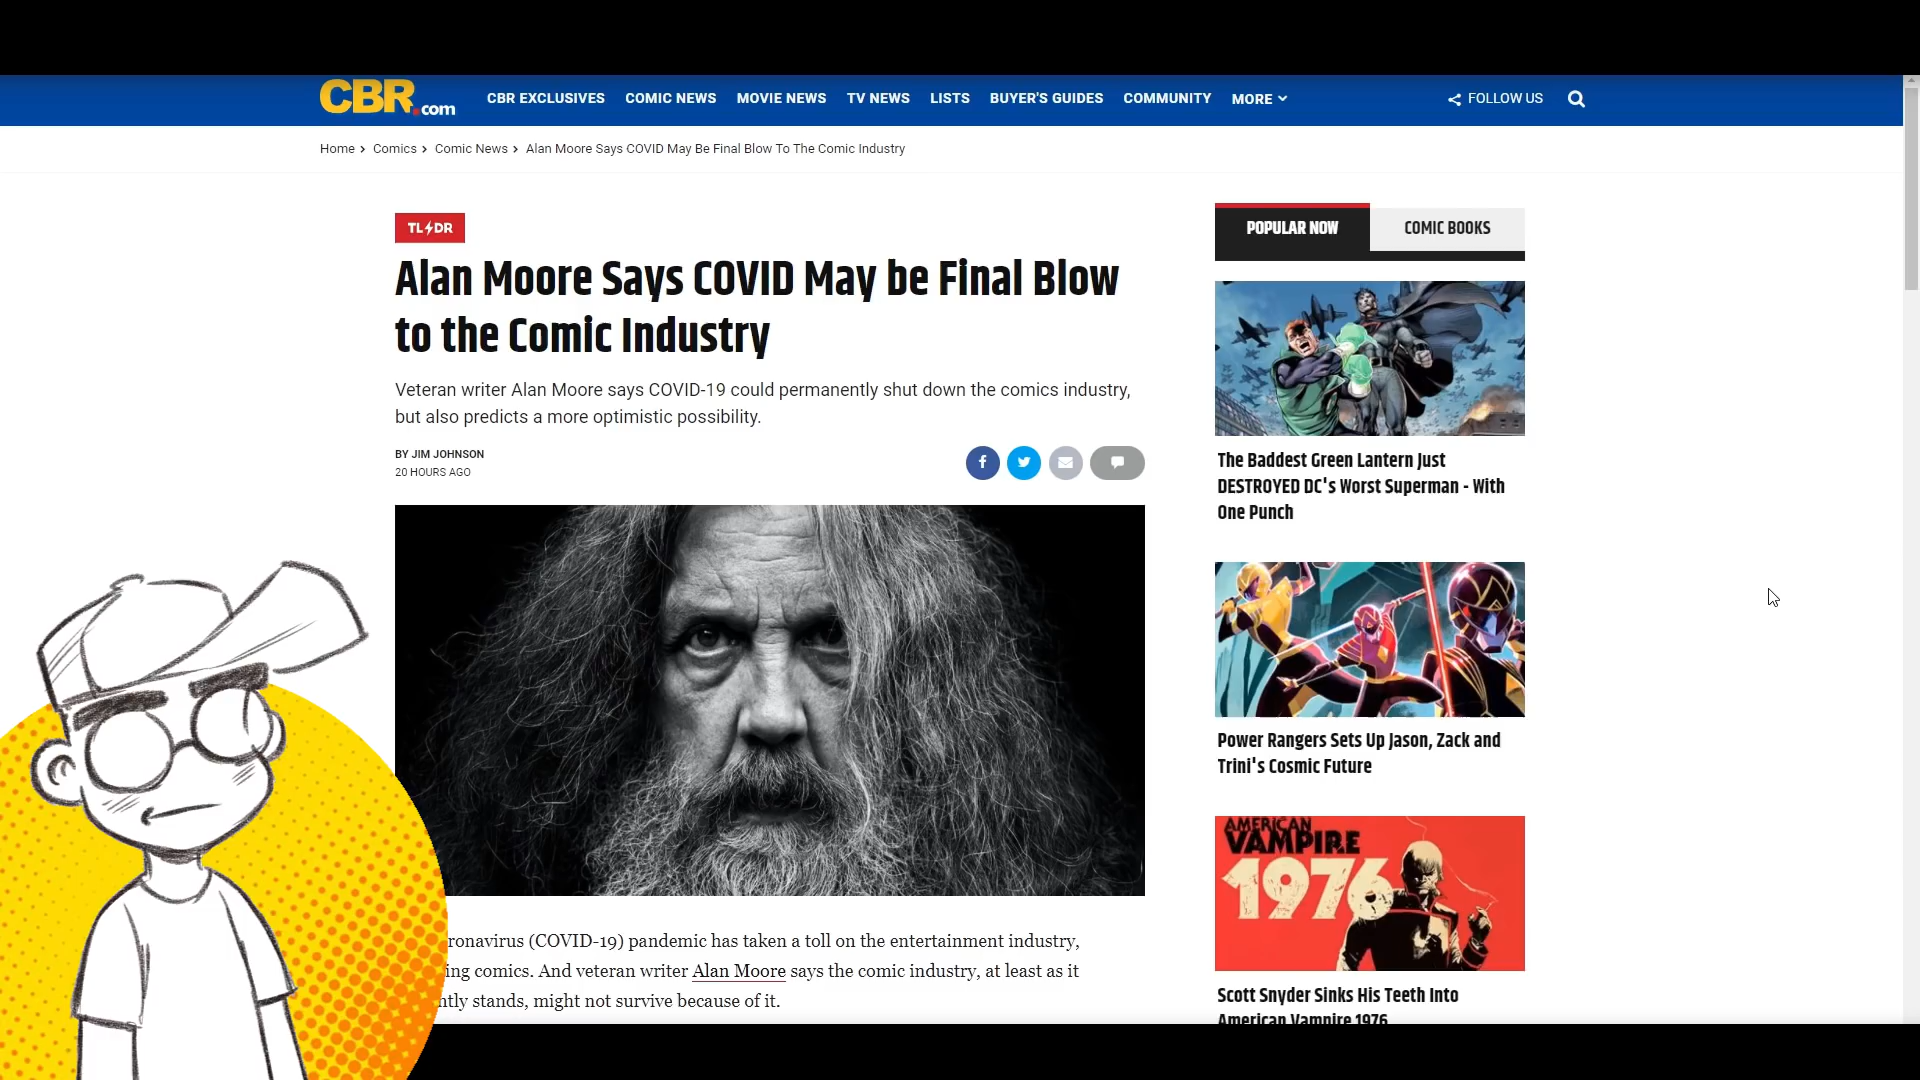 CBR.com
CBR EXCLUSIVES COMIC NEWS MOVIE NEWS TV NEWS LISTS BUYER'S GUIDES COMMUNITY MORE FOLLOW US
Home > Comics > Comic News > Alan Moore Says COVID May Be Final Blow To The Comic Industry
TL DR
Alan Moore Says COVID May be Final Blow
to the Comic Industry
Veteran writer Alan Moore says COVID-19 could permanently shut down the comics industry,
but also predicts a more optimistic possibility.
BY JIM JOHNSON
20 HOURS AGO
ronavirus (COVID-19) pandemic has taken a toll on the entertainment industry,
ing comics. And veteran writer Alan Moore says the comic industry, at least as it
ntly stands, might not survive because of it.
POPULAR NOW COMIC BOOKS
The Baddest Green Lantern Just
DESTROYED DC's Worst Superman - With
One Punch
Power Rangers Sets Up Jason, Zack and
Trini's Cosmic Future
AMERICAN
VAMPIRE
1976
Scott Snyder Sinks His Teeth Into
American Vampire 1976